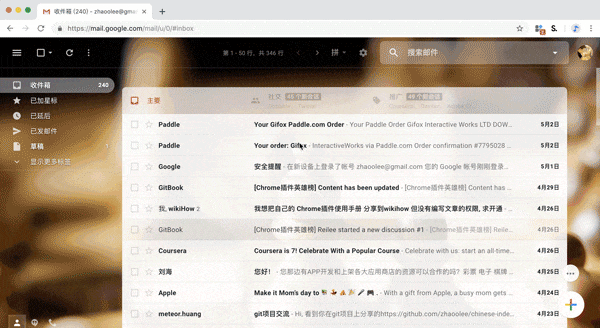 收件箱 (240) - zhaoolee@gmai
https://mail.google.com/mail/u/0/#inbox
第 1 - 50 行，共 346 行
拼
搜索邮件
收件箱 240
已加星标
已延后
已发邮件
草稿
显示更多标签
主要
社交
推广
Paddle Your Gifox Paddle.com Order - Your Paddle Order Gifox Interactive Works LTD DOW... 5月2日
Paddle Your order: Gifox - InteractiveWorks via Paddle.com Order confirmation #7795028... 5月2日
Google 安全提醒 - 在新设备上登录了帐号 zhaoolee@gmail.com 您的 Google 帐号刚刚登录... 5月1日
GitBook [Chrome插件英雄榜] Content has been updated - [Chrome插件英雄榜] Content has ... 4月29日
我, wikiHow 2 我想把自己的 Chrome插件使用手册 分享到wikihow 但没有编写文章的权限, 求开通 - ... 4月29日
GitBook [Chrome插件英雄榜] Reilee started a new discussion #1 - [Chrome插件英雄榜] Reile... 4月29日
Coursera Coursera is 7! Celebrate With a Popular Course - Celebrate with us: start an all-time... 4月26日
刘海 您好！ - 您那边有APP开发和上架各大应用商店的资源可以合作的吗？彩票 电子 棋牌... 4月25日
Apple Make it Mom's day to - With a gift from Apple, a busy mom gets ... 4月24日
meteor.huang git项目交流 - Hi, 看到你在git项目上分享的https://github.com/zhaoolee/chinese-inde... 4月23日